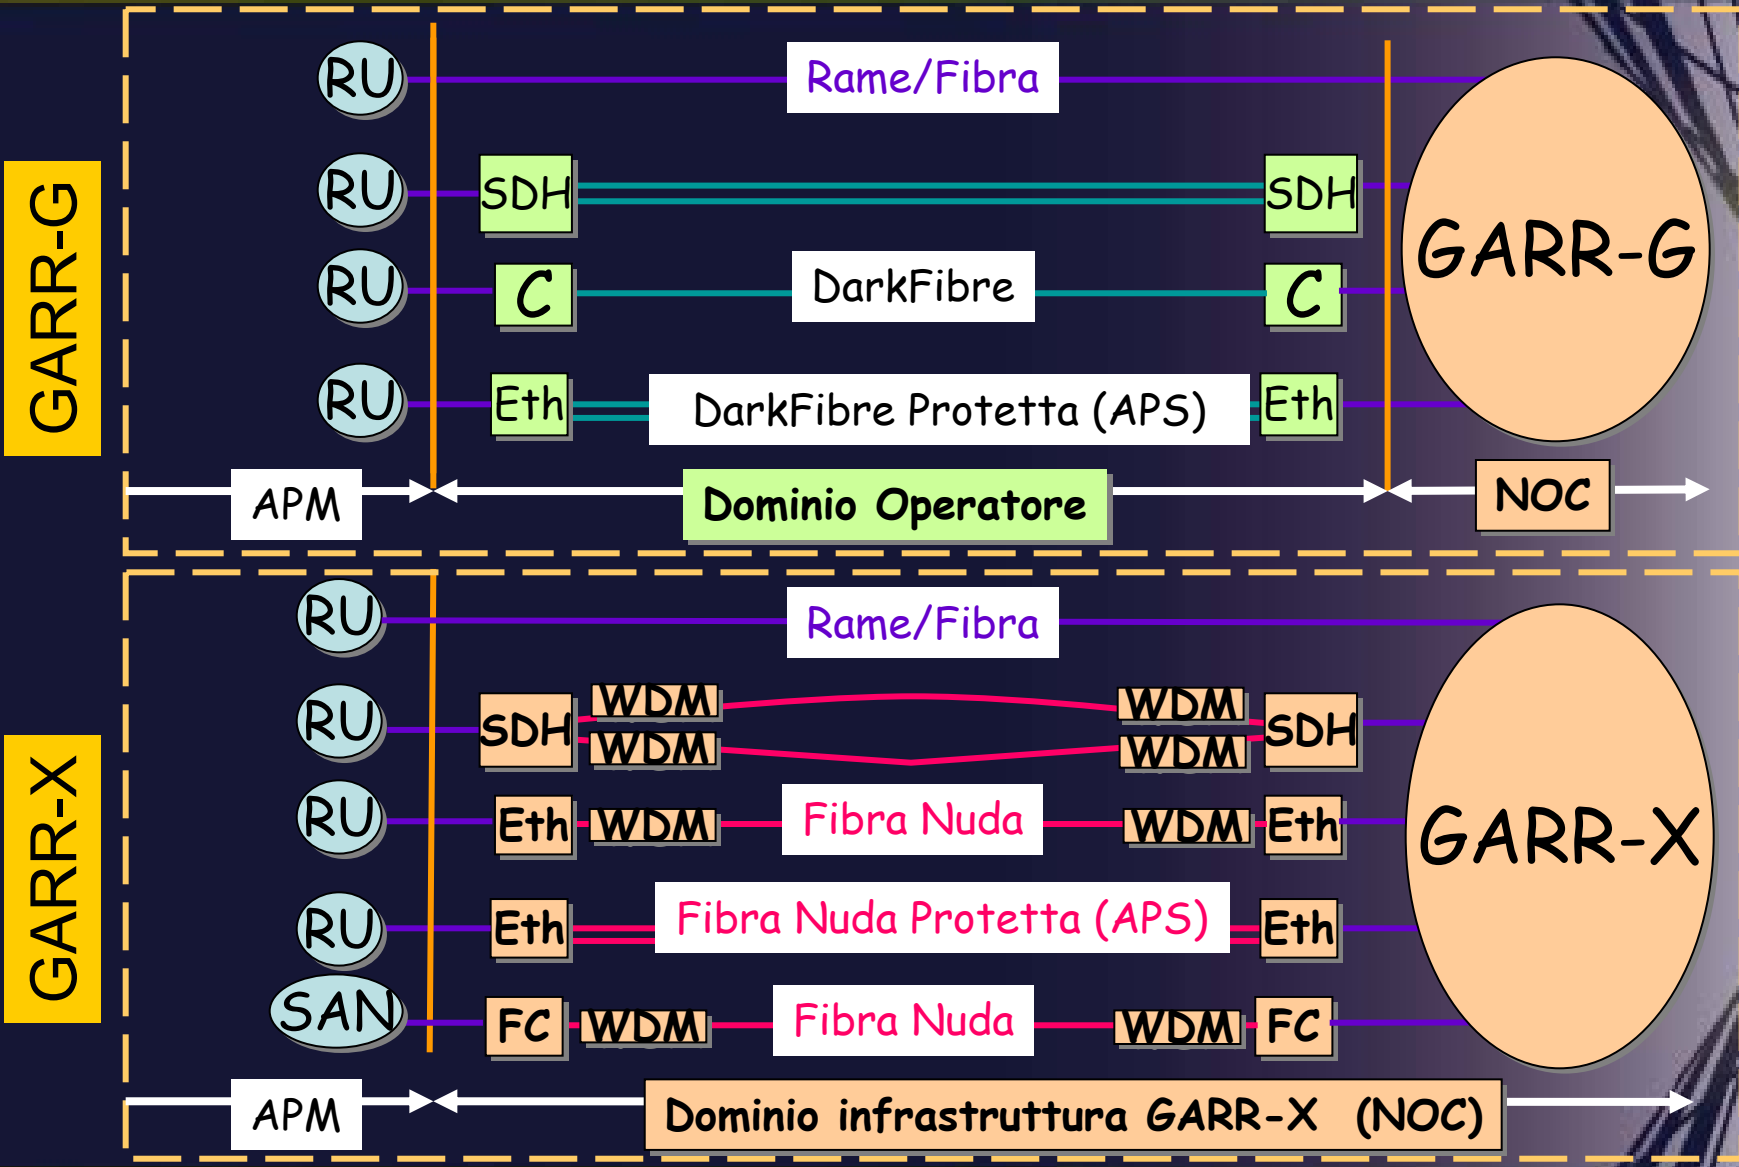 GARR-G
RU Rame/Fibra
RU SDH SDH
RU C DarkFibre C
GARR-G
RU Eth DarkFibre Protetta (APS) Eth
APM Dominio Operatore NOC
GARR-X
RU Rame/Fibra
RU SDH WDM WDM SDH
WDM WDM
RU Eth WDM Fibra Nuda WDM Eth
GARR-X
RU Eth Fibra Nuda Protetta (APS) Eth
SAN FC WDM Fibra Nuda WDM FC
APM Dominio infrastruttura GARR-X (NOC)